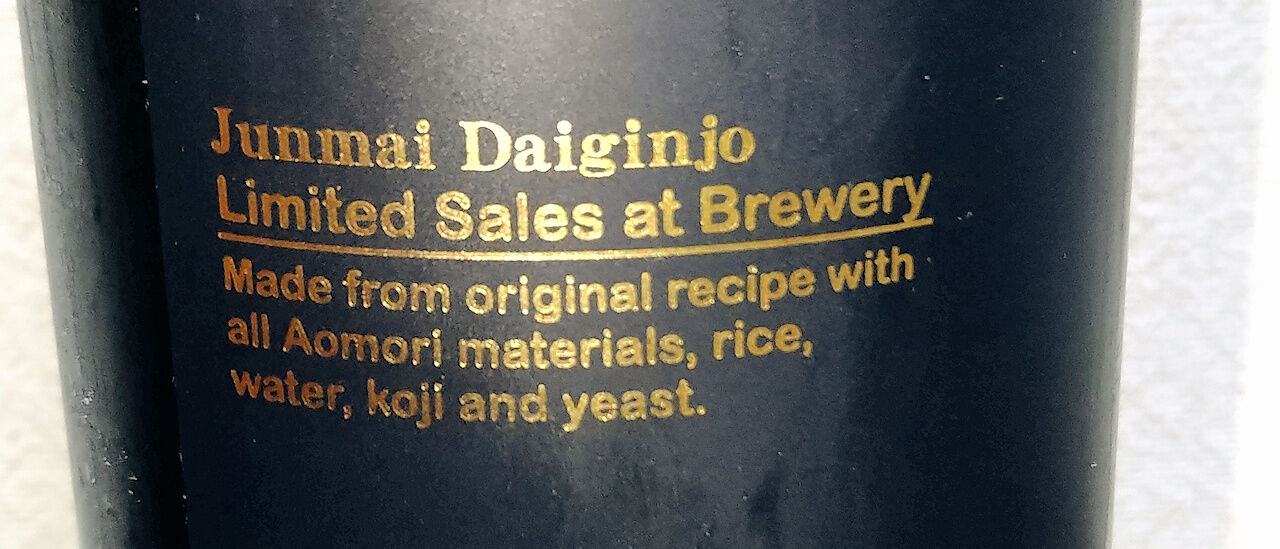 Junmai Daiginjo
Limited Sales at Brewery
Made from original recipe with
all Aomori materials, rice,
water, koji and yeast.